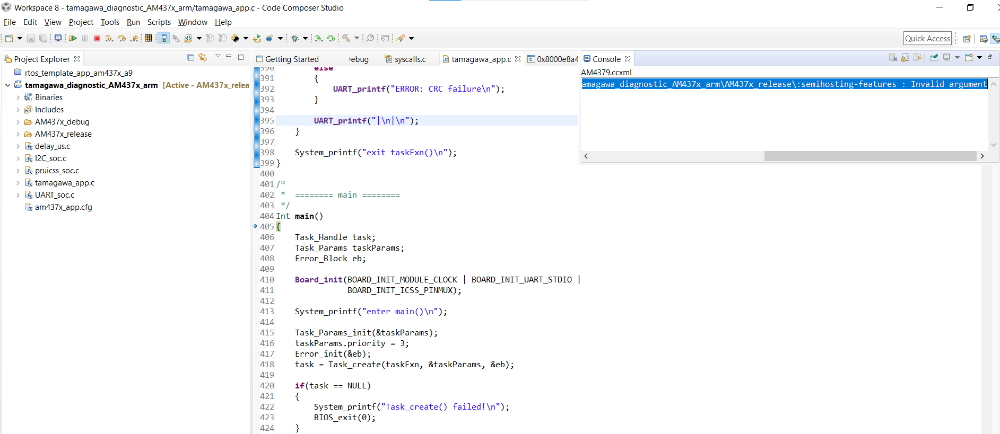 Workspace 8 - tamagawa_diagnostic_AM437x_arm/tamagawa_app.c - Code Composer Studio
File Edit View Project Tools Run Scripts Window Help
Quick Access
Project Explorer
rtos_template_app_am437x_a9
tamagawa_diagnostic_AM437x_arm [Active - AM437x_relea
Binaries
Includes
AM437x_debug
AM437x_release
delay_us.c
I2C_soc.c
pruicss_soc.c
tamagawa_app.c
UART_soc.c
am437x_app.cfg
Getting Started ebug syscalls.c tamagawa_app.c 0x8000e8a4
390 else
391 {
392 UART_printf("ERROR: CRC failure\n");
393 }
394
395 UART_printf("|\n|\n");
396 }
397
398 System_printf("exit taskFxn()\n");
399 }
400
401 /*
402 * ======== main ========
403 */
404 Int main()
405 {
406 Task_Handle task;
407 Task_Params taskParams;
408 Error_Block eb;
409
410 Board_init(BOARD_INIT_MODULE_CLOCK | BOARD_INIT_UART_STDIO |
411 BOARD_INIT_ICSS_PINMUX);
412
413 System_printf("enter main()\n");
414
415 Task_Params_init(&taskParams);
416 taskParams.priority = 3;
417 Error_init(&eb);
418 task = Task_create(taskFxn, &taskParams, &eb);
419
420 if(task == NULL)
421 {
422 System_printf("Task_create() failed!\n");
423 BIOS_exit(0);
424 }
Console
AM4379.ccxml
amagawa_diagnostic_AM437x_arm\AM437x_release\:semihosting-features : Invalid argument